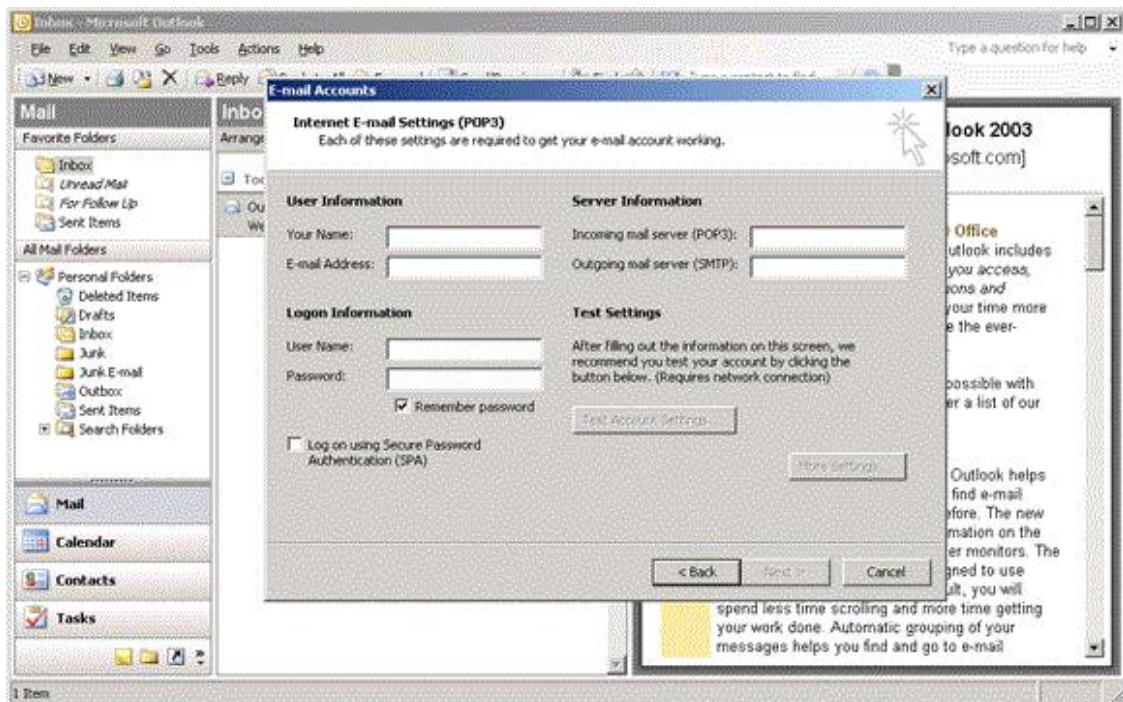 Inbox - Microsoft Outlook
File Edit View Go Tools Actions Help
Type a question for help
New Reply
Mail
Favorite Folders
Inbox
Unread Mail
For Follow Up
Sent Items
All Mail Folders
Personal Folders
Deleted Items
Drafts
Inbox
Junk
Junk E-mail
Outbox
Sent Items
Search Folders
Mail
Calendar
Contacts
Tasks
1 Item
Inbo
Arrange
Ou
We
E-mail Accounts
Internet E-mail Settings (POP3)
Each of these settings are required to get your e-mail account working.
User Information
Your Name:
E-mail Address:
Logon Information
User Name:
Password:
Remember password
Log on using Secure Password
Authentication (SPA)
Server Information
Incoming mail server (POP3):
Outgoing mail server (SMTP):
Test Settings
After filling out the information on this screen, we
recommend you test your account by clicking the
button below. (Requires network connection)
Test Account Settings ...
More Settings ...
< Back Next > Cancel
look 2003
soft.com]
Office
utlook includes
you access,
ons and
your time more
e the ever-
possible with
er a list of our
Outlook helps
find e-mail
efore. The new
mation on the
er monitors. The
gned to use
ult, you will
spend less time scrolling and more time getting
your work done. Automatic grouping of your
messages helps you find and go to e-mail